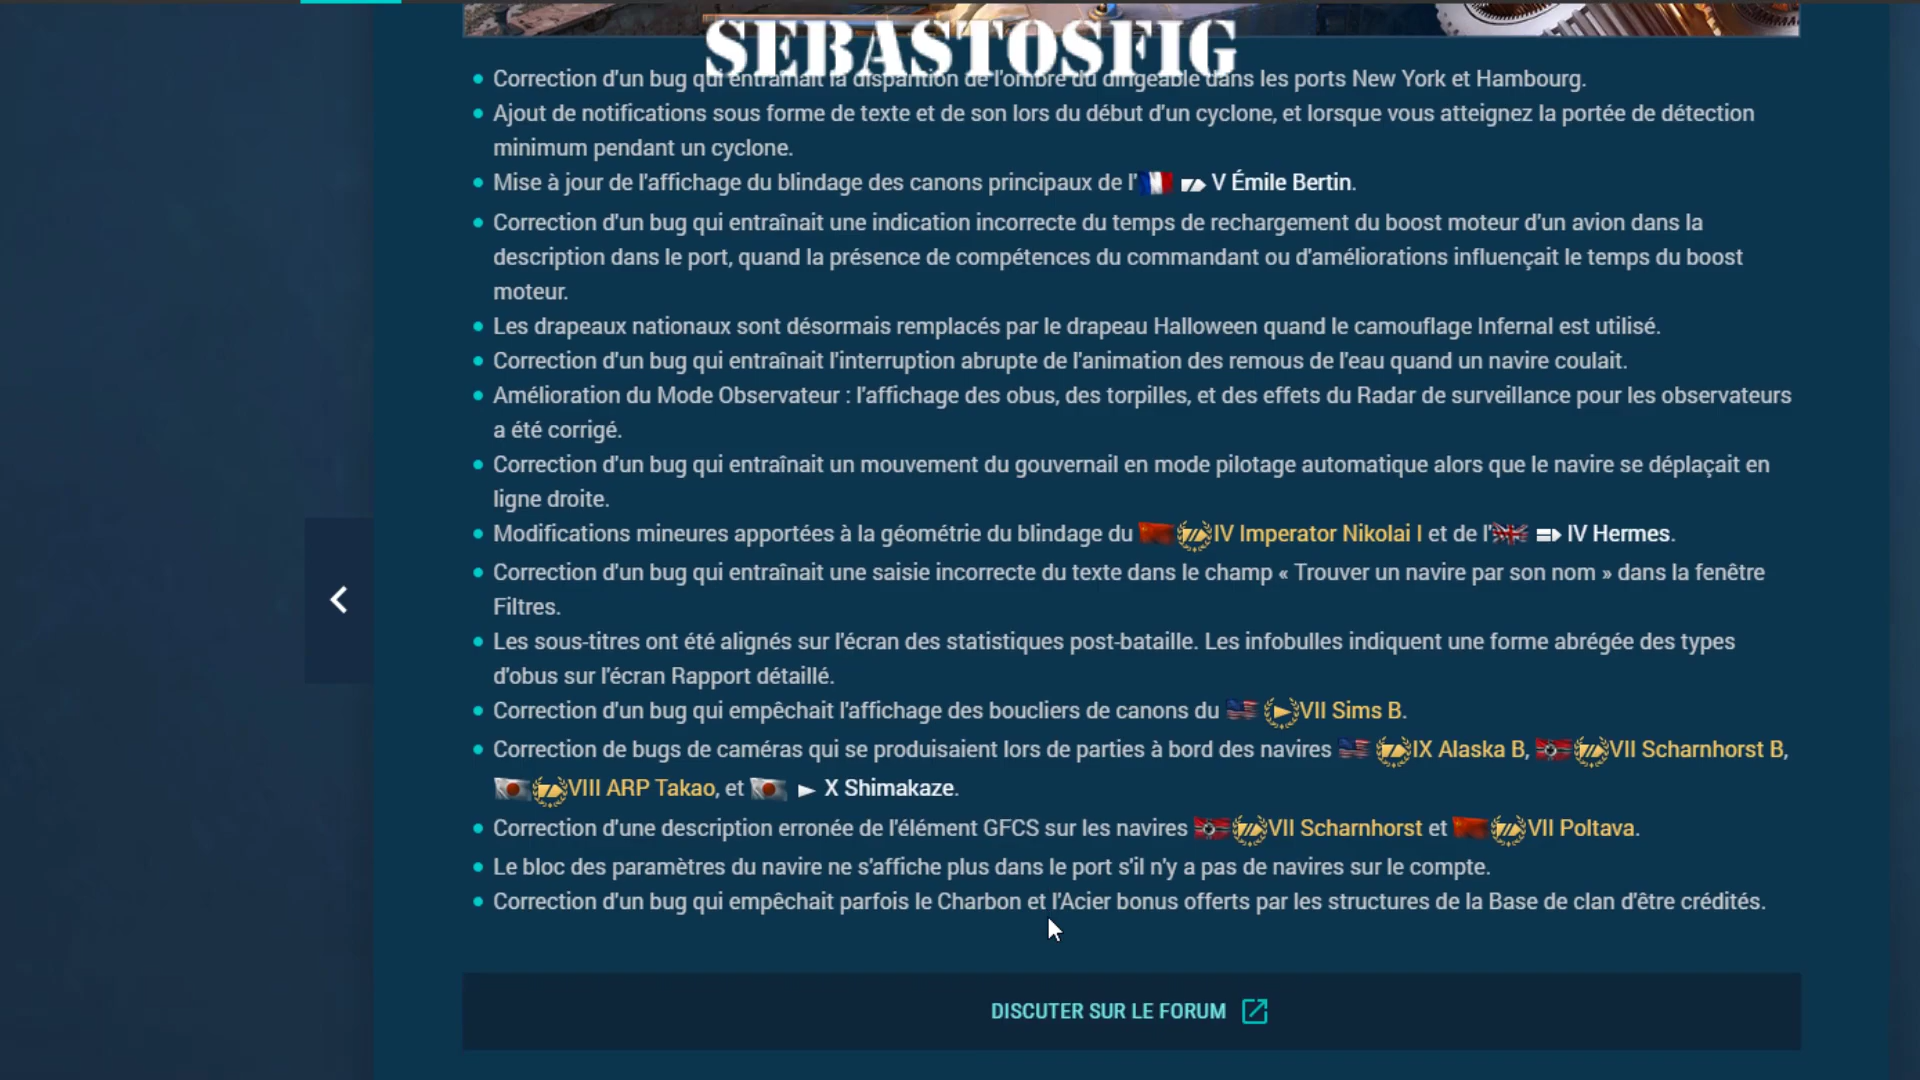 SEBASTOSFIG
Correction d'un bug qui entraînait la disparition de l'ombre du dirigeable dans les ports New York et Hambourg.
Ajout de notifications sous forme de texte et de son lors du début d'un cyclone, et lorsque vous atteignez la portée de détection
minimum pendant un cyclone.
Mise à jour de l'affichage du blindage des canons principaux de l' V Émile Bertin.
Correction d'un bug qui entraînait une indication incorrecte du temps de rechargement du boost moteur d'un avion dans la
description dans le port, quand la présence de compétences du commandant ou d'améliorations influençait le temps du boost
moteur.
Les drapeaux nationaux sont désormais remplacés par le drapeau Halloween quand le camouflage Infernal est utilisé.
Correction d'un bug qui entraînait l'interruption abrupte de l'animation des remous de l'eau quand un navire coulait.
Amélioration du Mode Observateur : l'affichage des obus, des torpilles, et des effets du Radar de surveillance pour les observateurs
a été corrigé.
Correction d'un bug qui entraînait un mouvement du gouvernail en mode pilotage automatique alors que le navire se déplaçait en
ligne droite.
Modifications mineures apportées à la géométrie du blindage du IV Imperator Nikolai I et de l' IV Hermes.
Correction d'un bug qui entraînait une saisie incorrecte du texte dans le champ « Trouver un navire par son nom » dans la fenêtre
Filtres.
Les sous-titres ont été alignés sur l'écran des statistiques post-bataille. Les infobulles indiquent une forme abrégée des types
d'obus sur l'écran Rapport détaillé.
Correction d'un bug qui empêchait l'affichage des boucliers de canons du VII Sims B.
Correction de bugs de caméras qui se produisaient lors de parties à bord des navires IX Alaska B, VII Scharnhorst B,
VIII ARP Takao, et X Shimakaze.
Correction d'une description erronée de l'élément GFCS sur les navires VII Scharnhorst et VII Poltava.
Le bloc des paramètres du navire ne s'affiche plus dans le port s'il n'y a pas de navires sur le compte.
Correction d'un bug qui empêchait parfois le Charbon et l'Acier bonus offerts par les structures de la Base de clan d'être crédités.
DISCUTER SUR LE FORUM